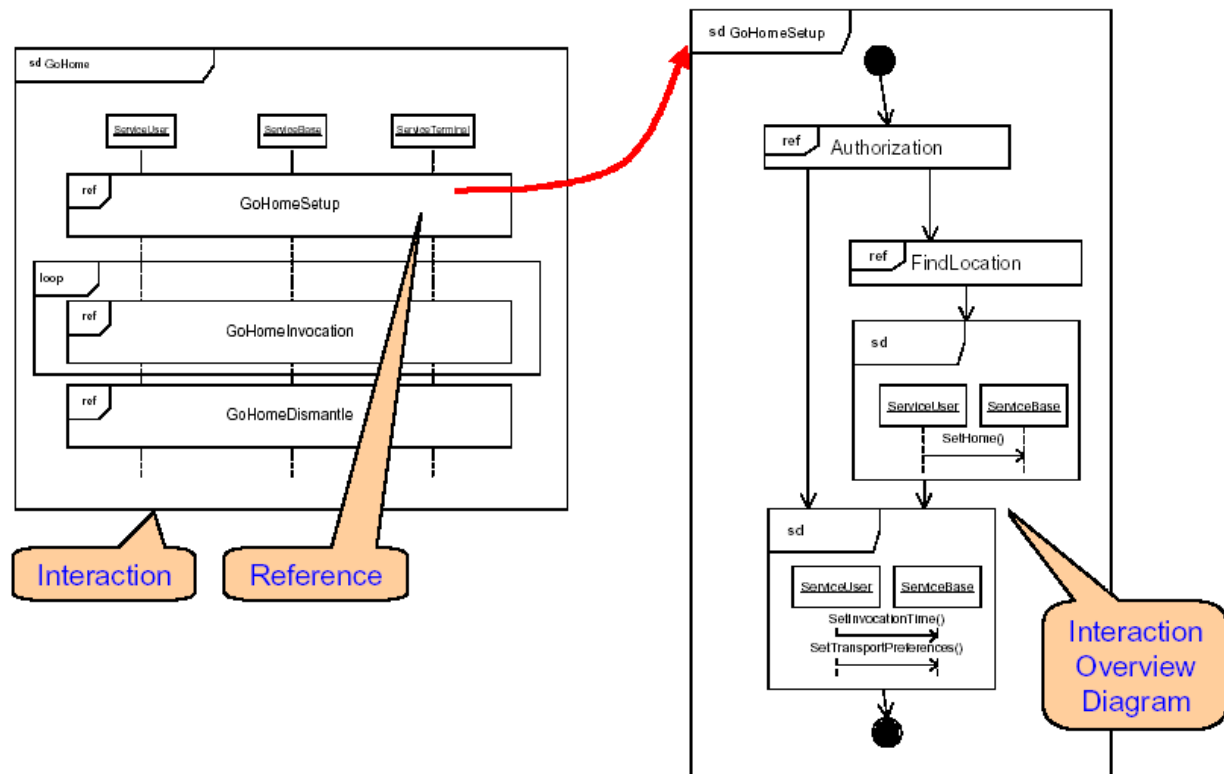 sd GoHome
ServiceUser
ServiceBase
ServiceTerminal
ref
GoHomeSetup
loop
ref
GoHomeInvocation
ref
GoHomeDismantle
Interaction
Reference
sd GoHomeSetup
ref
Authorization
ref
FindLocation
sd
ServiceUser
ServiceBase
SetHome()
sd
ServiceUser
ServiceBase
SetInvocationTime()
SetTransportPreferences()
Interaction
Overview
Diagram